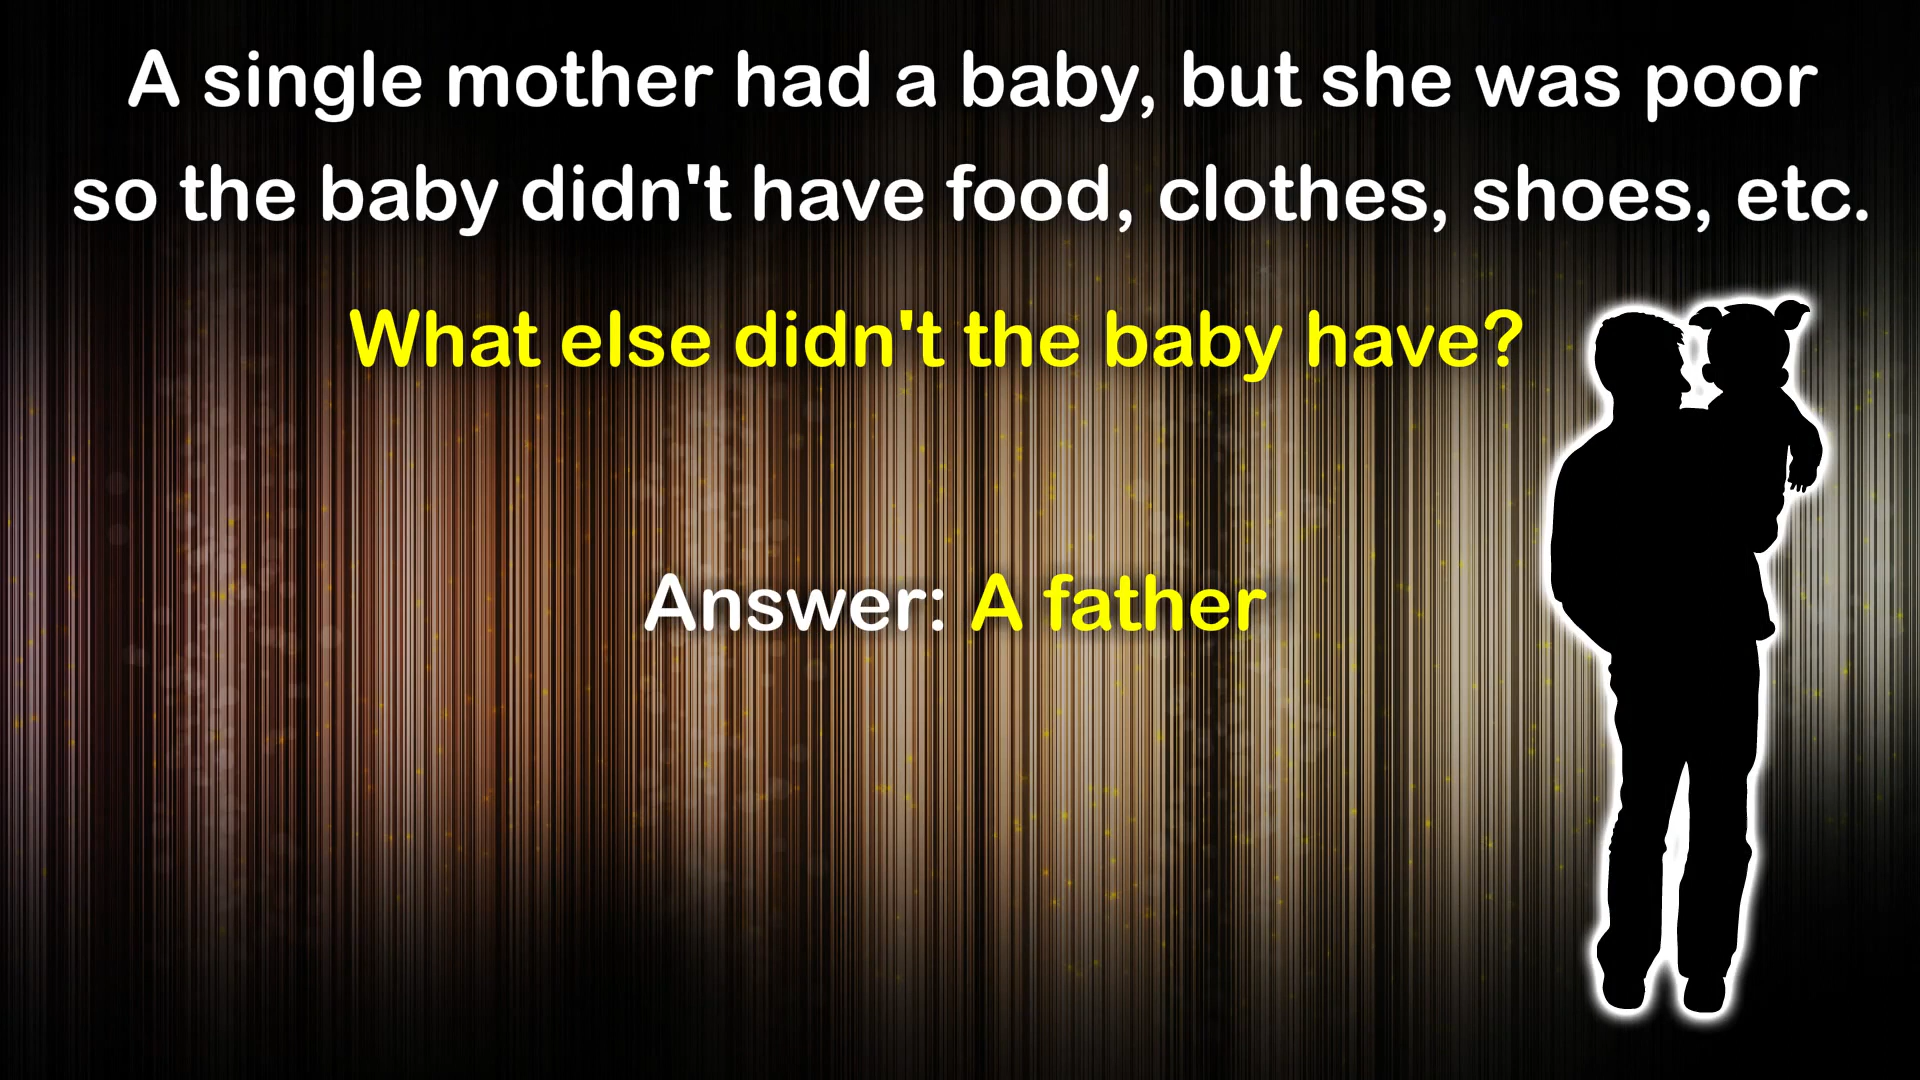 A single mother had a baby, but she was poor
so the baby didn't have food, clothes, shoes, etc.
What else didn't the baby have?
Answer: A father